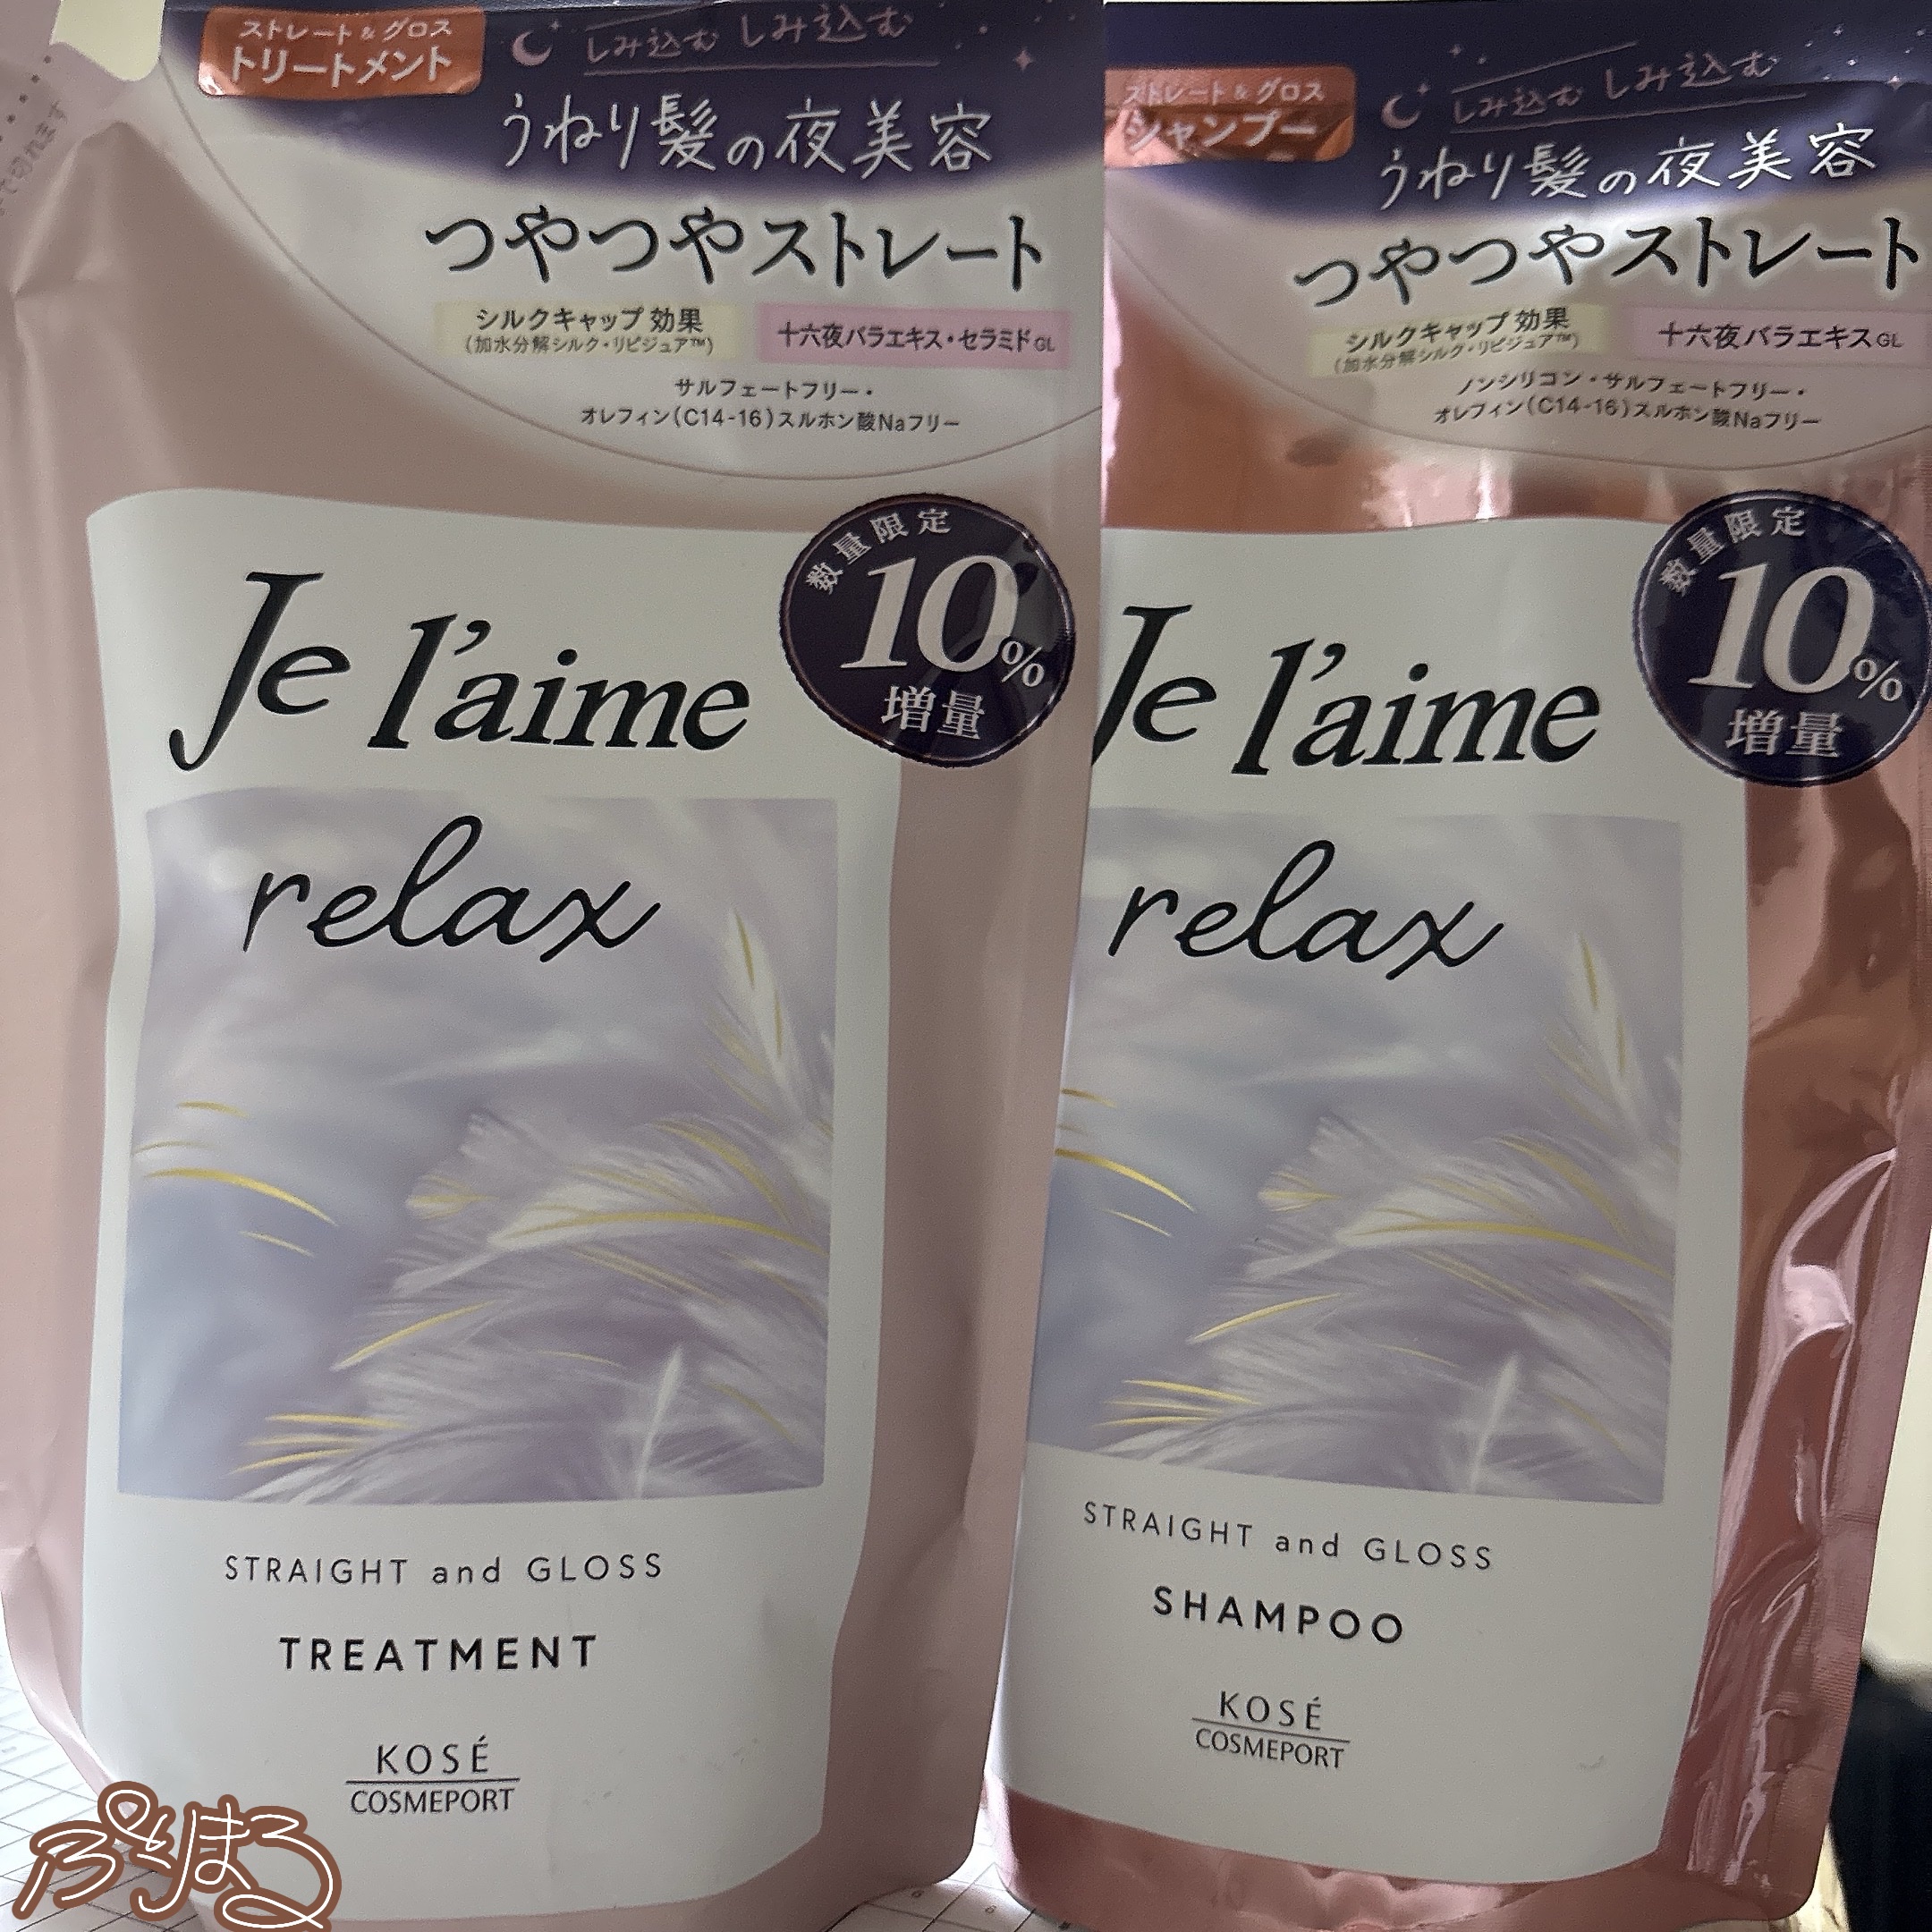 ストレート&グロス
トリートメント
しみ込む しみ込む
うねり髪の夜美容
つやつやストレート
シルクキャップ効果
(加水分解シルク・リピジュア™)
十六夜バラエキス・セラミドGL
サルフェートフリー・
オレフィン(C14-16)スルホン酸Naフリー
数量限定
10%
増量
Je l'aime
relax
STRAIGHT and GLOSS
TREATMENT
KOSÉ
COSMEPORT
ぷりまる
ストレート&グロス
シャンプー
しみ込む しみ込む
うねり髪の夜美容
つやつやストレート
シルクキャップ効果
(加水分解シルク・リピジュア™)
十六夜バラエキスGL
ノンシリコン・サルフェートフリー・
オレフィン(C14-16)スルホン酸Naフリー
数量限定
10%
増量
Je l'aime
relax
STRAIGHT and GLOSS
SHAMPOO
KOSÉ
COSMEPORT